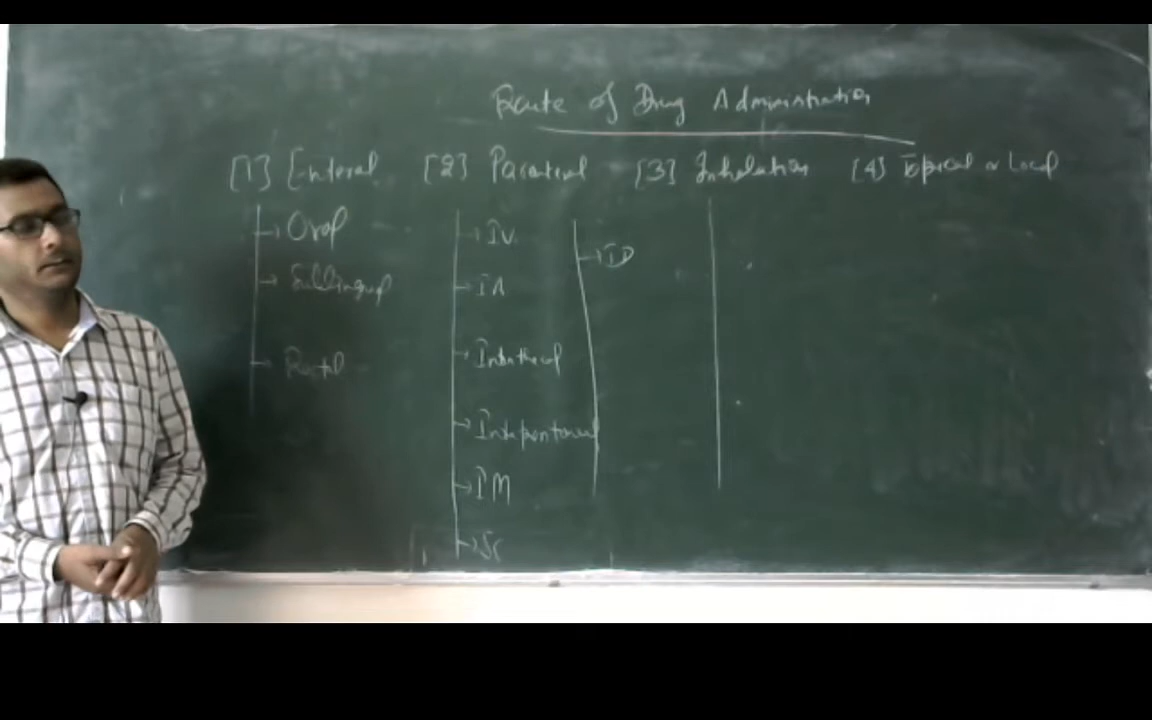 Route of Drug Administration
[1] Enteral [2] Parenteral [3] Inhalation [4] Topical or Local
→ Oral
→ Sublingual
→ Rectal
→ IV
→ IA
→ Intrathecal
→ Intraperitoneal
→ IM
→ SC
→ ID